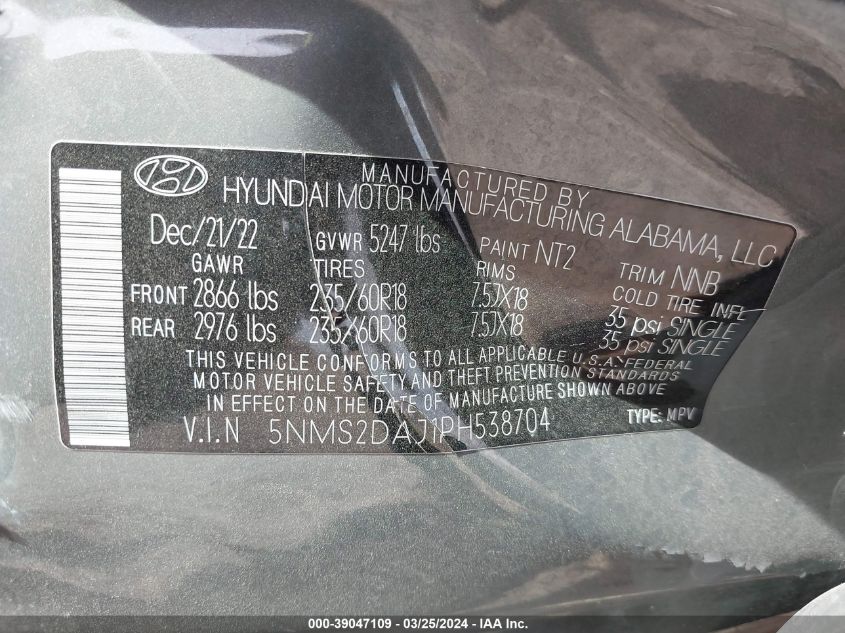 MANUFACTURED BY
HYUNDAI MOTOR MANUFACTURING ALABAMA, LLC
Dec/21/22 GVWR 5247 lbs PAINT NT2 TRIM NNB
GAWR TIRES RIMS COLD TIRE INFL
FRONT 2866 lbs 235/60R18 7.5JX18 35 psi SINGLE
REAR 2976 lbs 235/60R18 7.5JX18 35 psi SINGLE
THIS VEHICLE CONFORMS TO ALL APPLICABLE U.S.A. FEDERAL
MOTOR VEHICLE SAFETY AND THEFT PREVENTION STANDARDS
IN EFFECT ON THE DATE OF MANUFACTURE SHOWN ABOVE
V.I.N 5NMS2DAJ1PH538704 TYPE: MPV
000-39047109 - 03/25/2024 - IAA Inc.